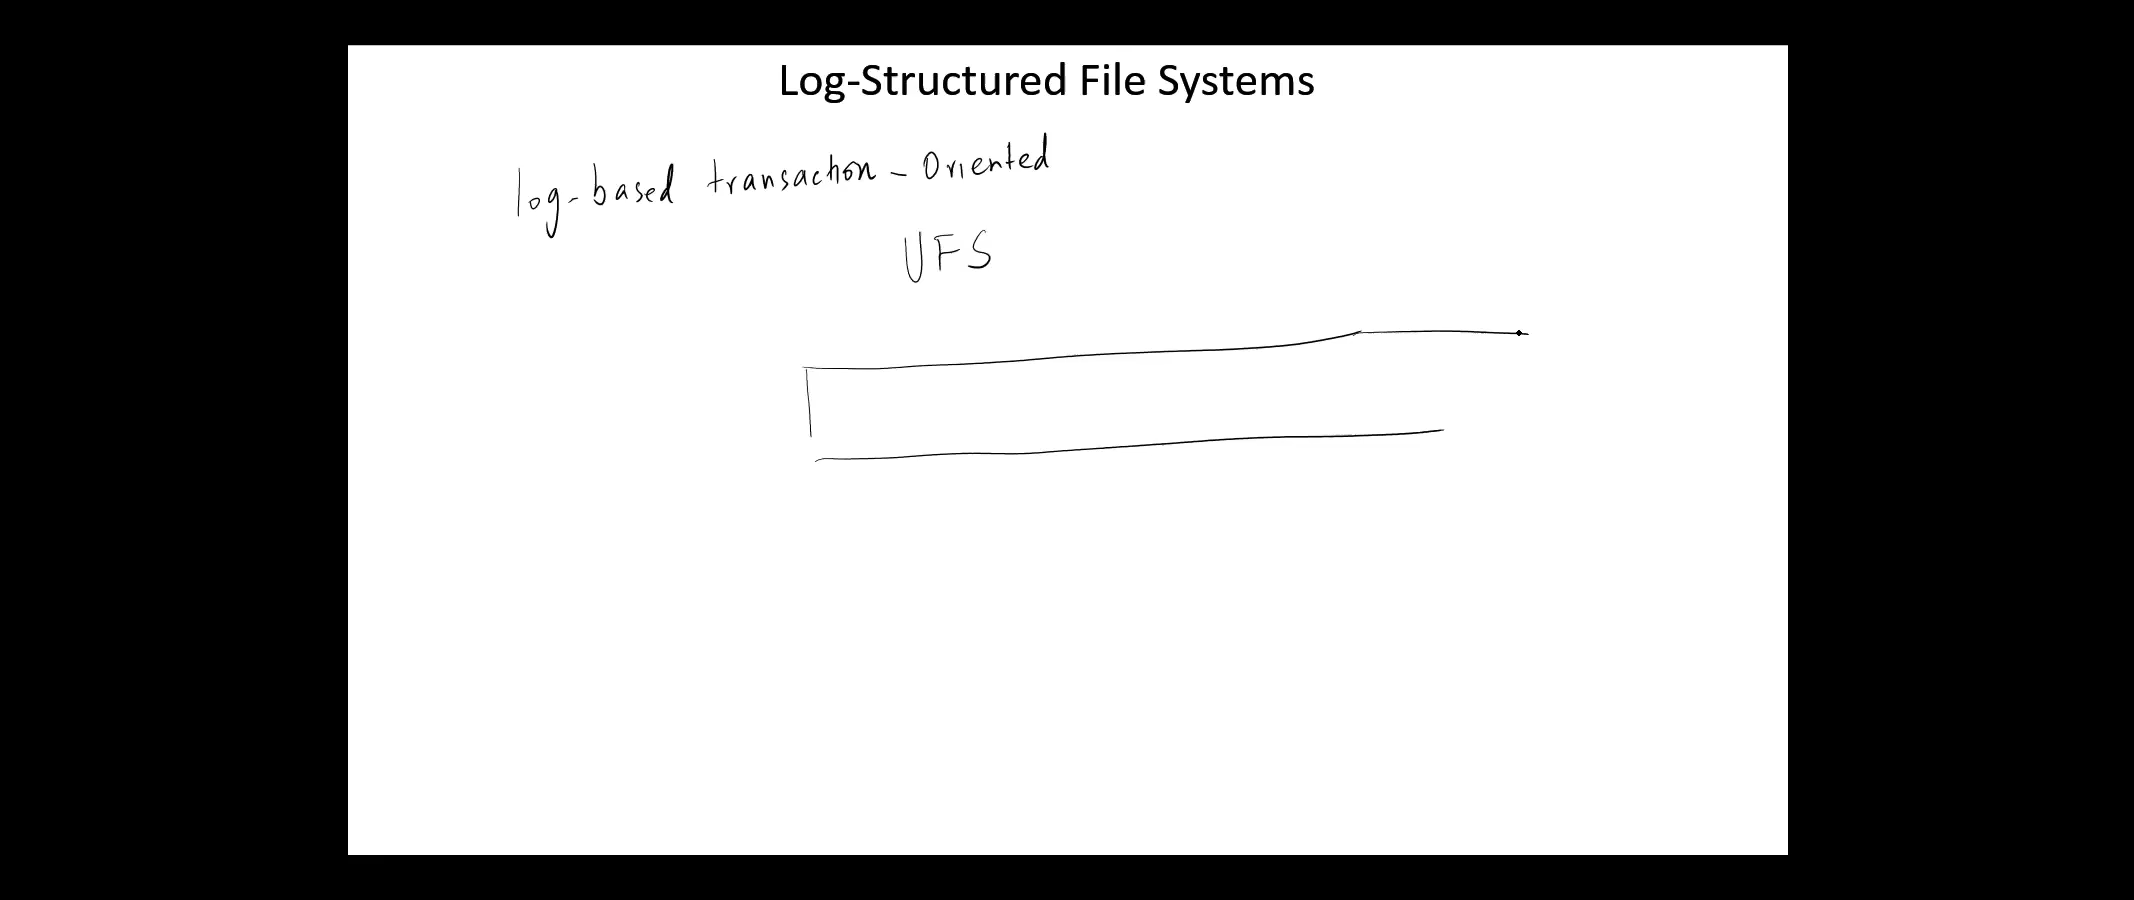 Log-Structured File Systems
log-based transaction-Oriented
UFS